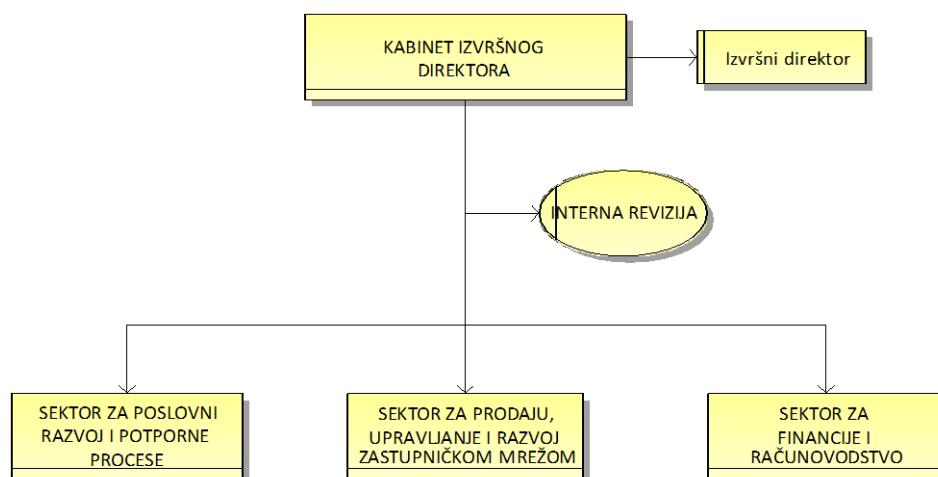 KABINET IZVRŠNOG
DIREKTORA
Izvršni direktor
INTERNA REVIZIJA
SEKTOR ZA POSLOVNI
RAZVOJ I POTPORNE
PROCESE
SEKTOR ZA PRODAJU,
UPRAVLJANJE I RAZVOJ
ZASTUPNIČKOM MREŽOM
SEKTOR ZA
FINANCIJE I
RAČUNOVODSTVO